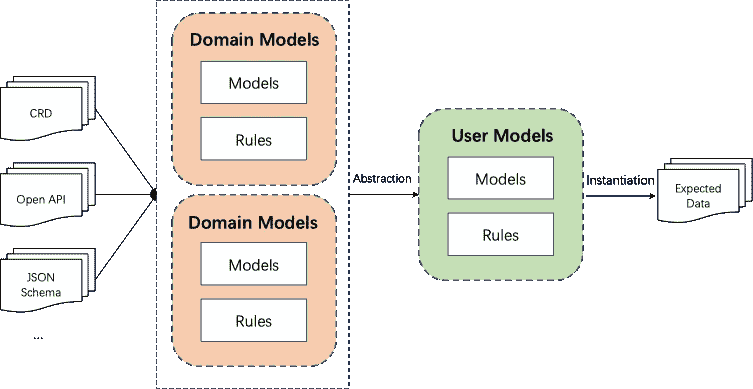 CRD
Open API
JSON
Schema
...
Domain Models
Models
Rules
Domain Models
Models
Rules
Abstraction
User Models
Models
Rules
Instantiation
Expected
Data